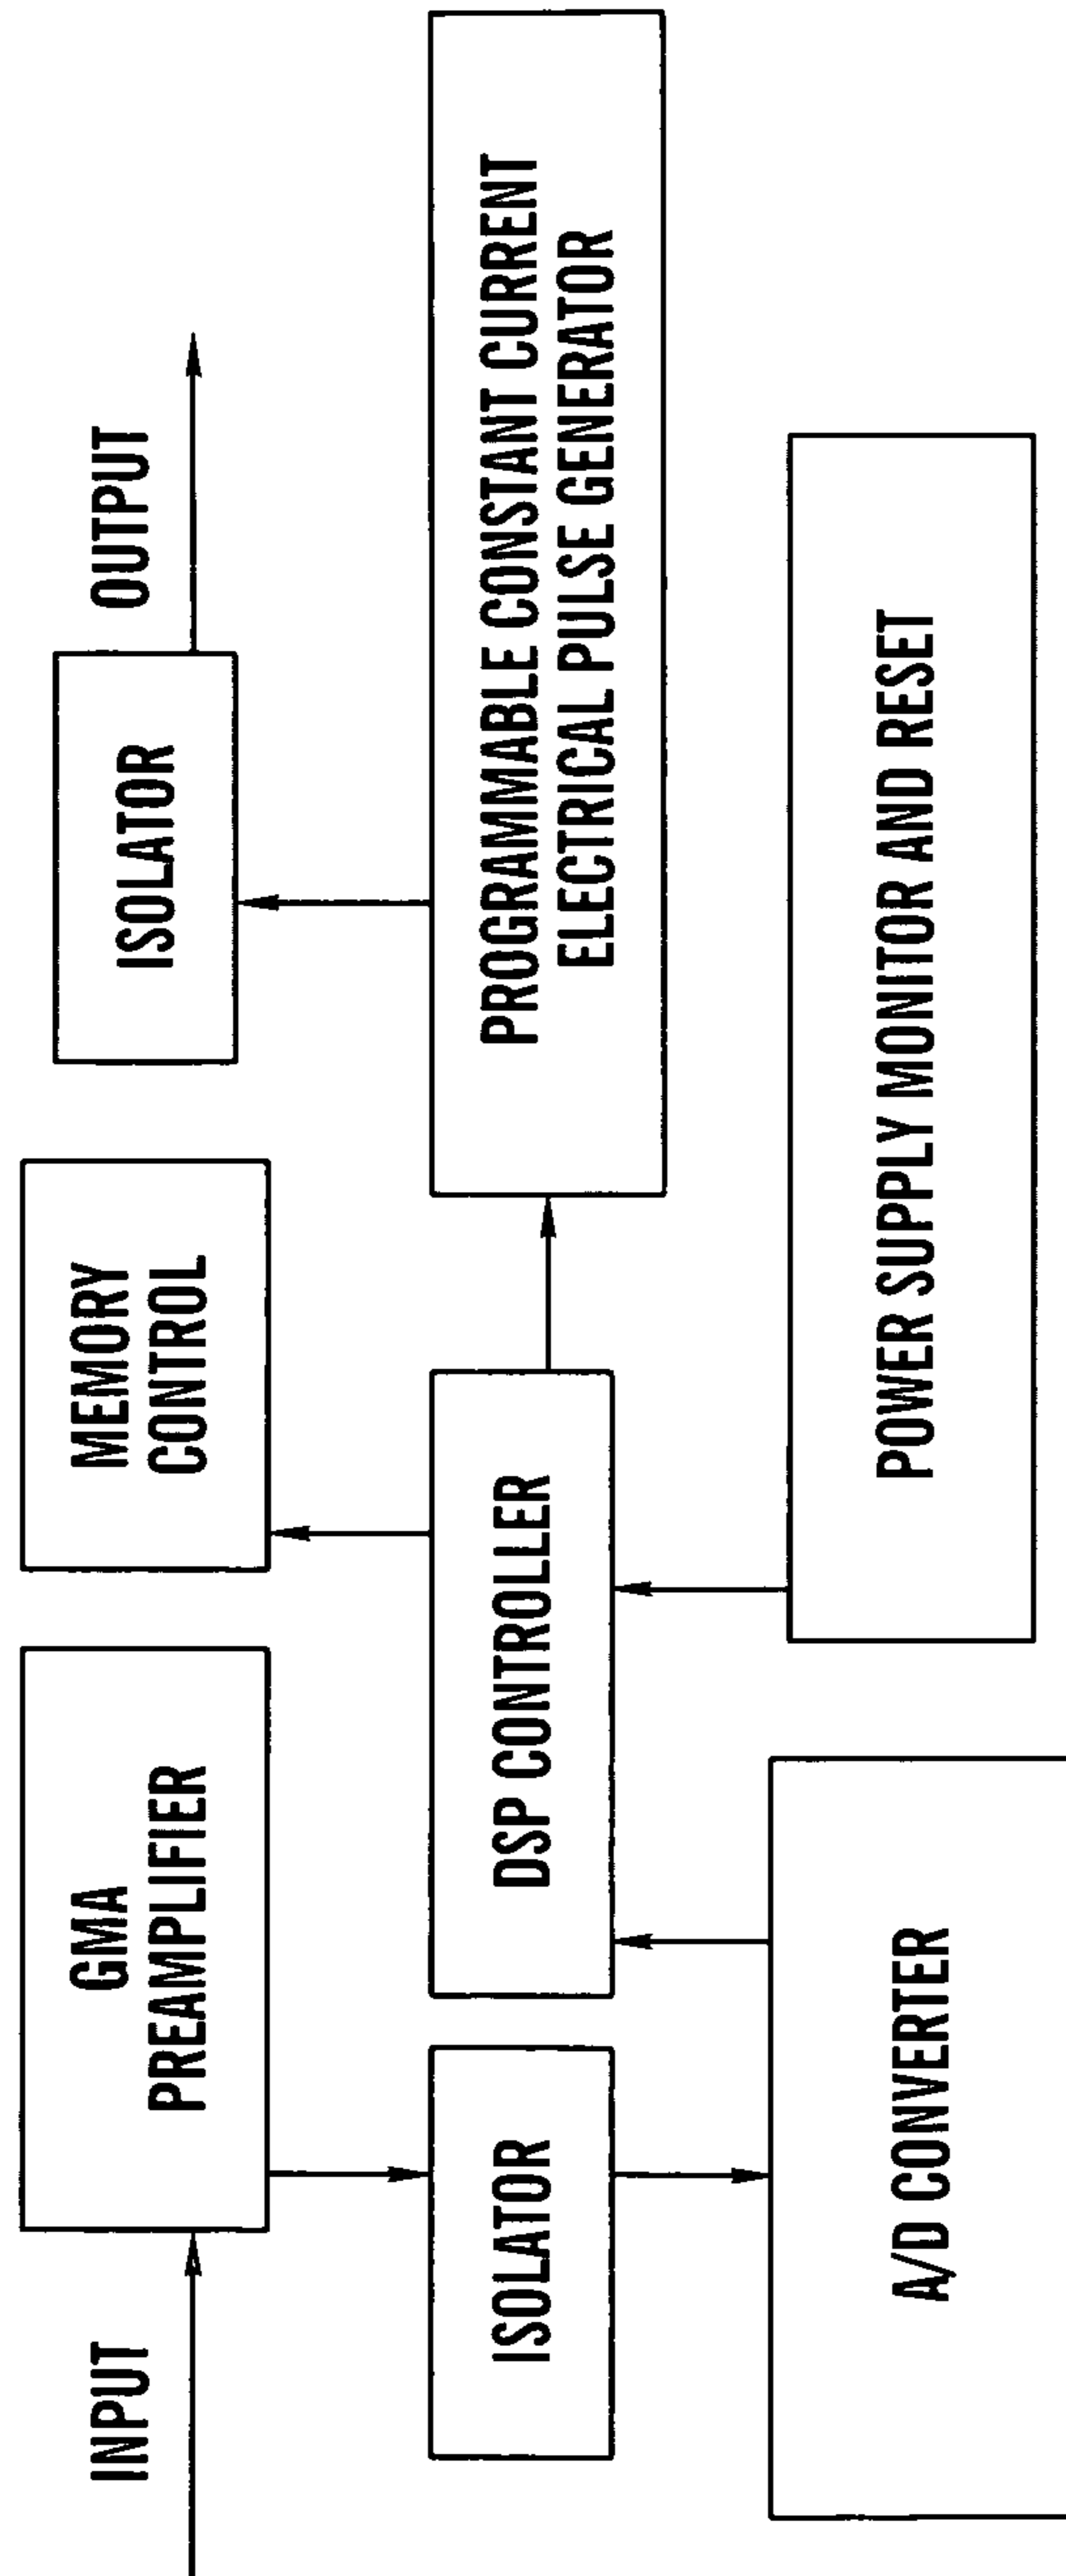 INPUT
GMA
PREAMPLIFIER
MEMORY
CONTROL
ISOLATOR
OUTPUT
ISOLATOR
DSP CONTROLLER
PROGRAMMABLE CONSTANT CURRENT
ELECTRICAL PULSE GENERATOR
A/D CONVERTER
POWER SUPPLY MONITOR AND RESET